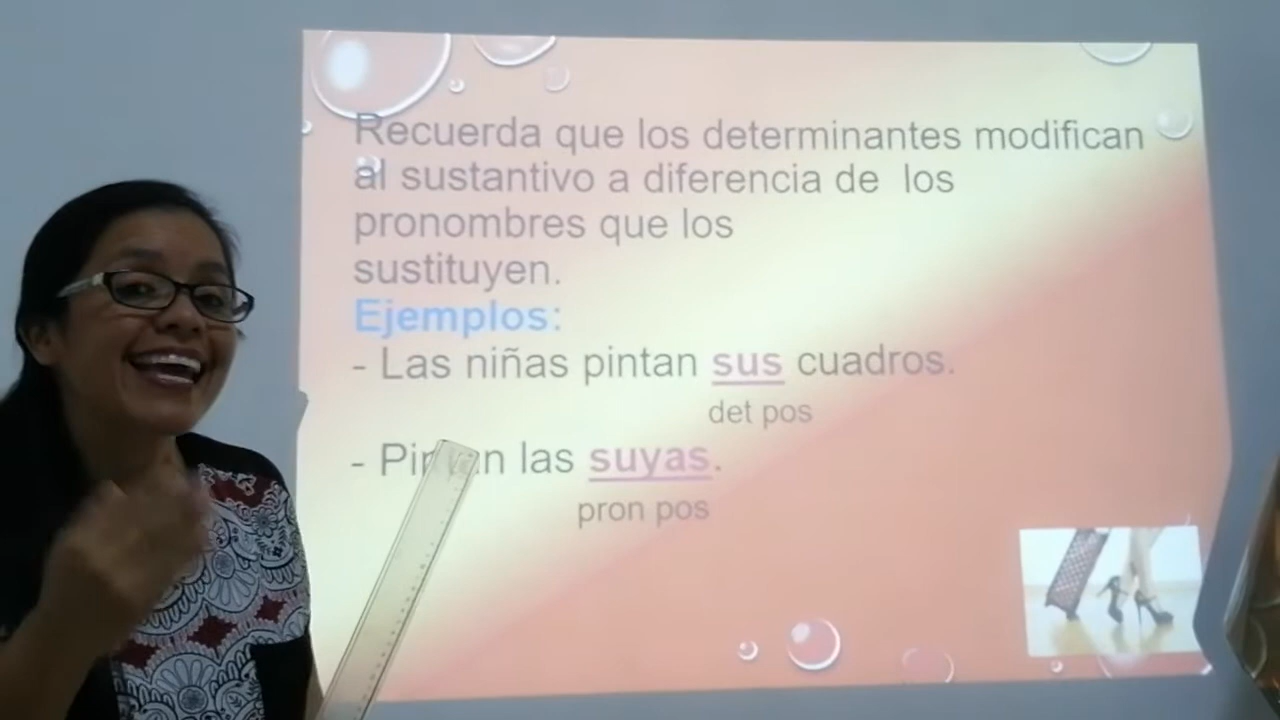 Recuerda que los determinantes modifican
al sustantivo a diferencia de los
pronombres que los
sustituyen.
Ejemplos:
- Las niñas pintan sus cuadros.
det pos
- Pintan las suyas.
pron pos